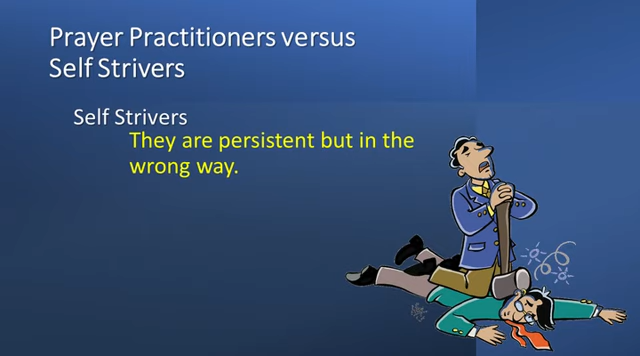 Prayer Practitioners versus
Self Strivers
Self Strivers
They are persistent but in the
wrong way.